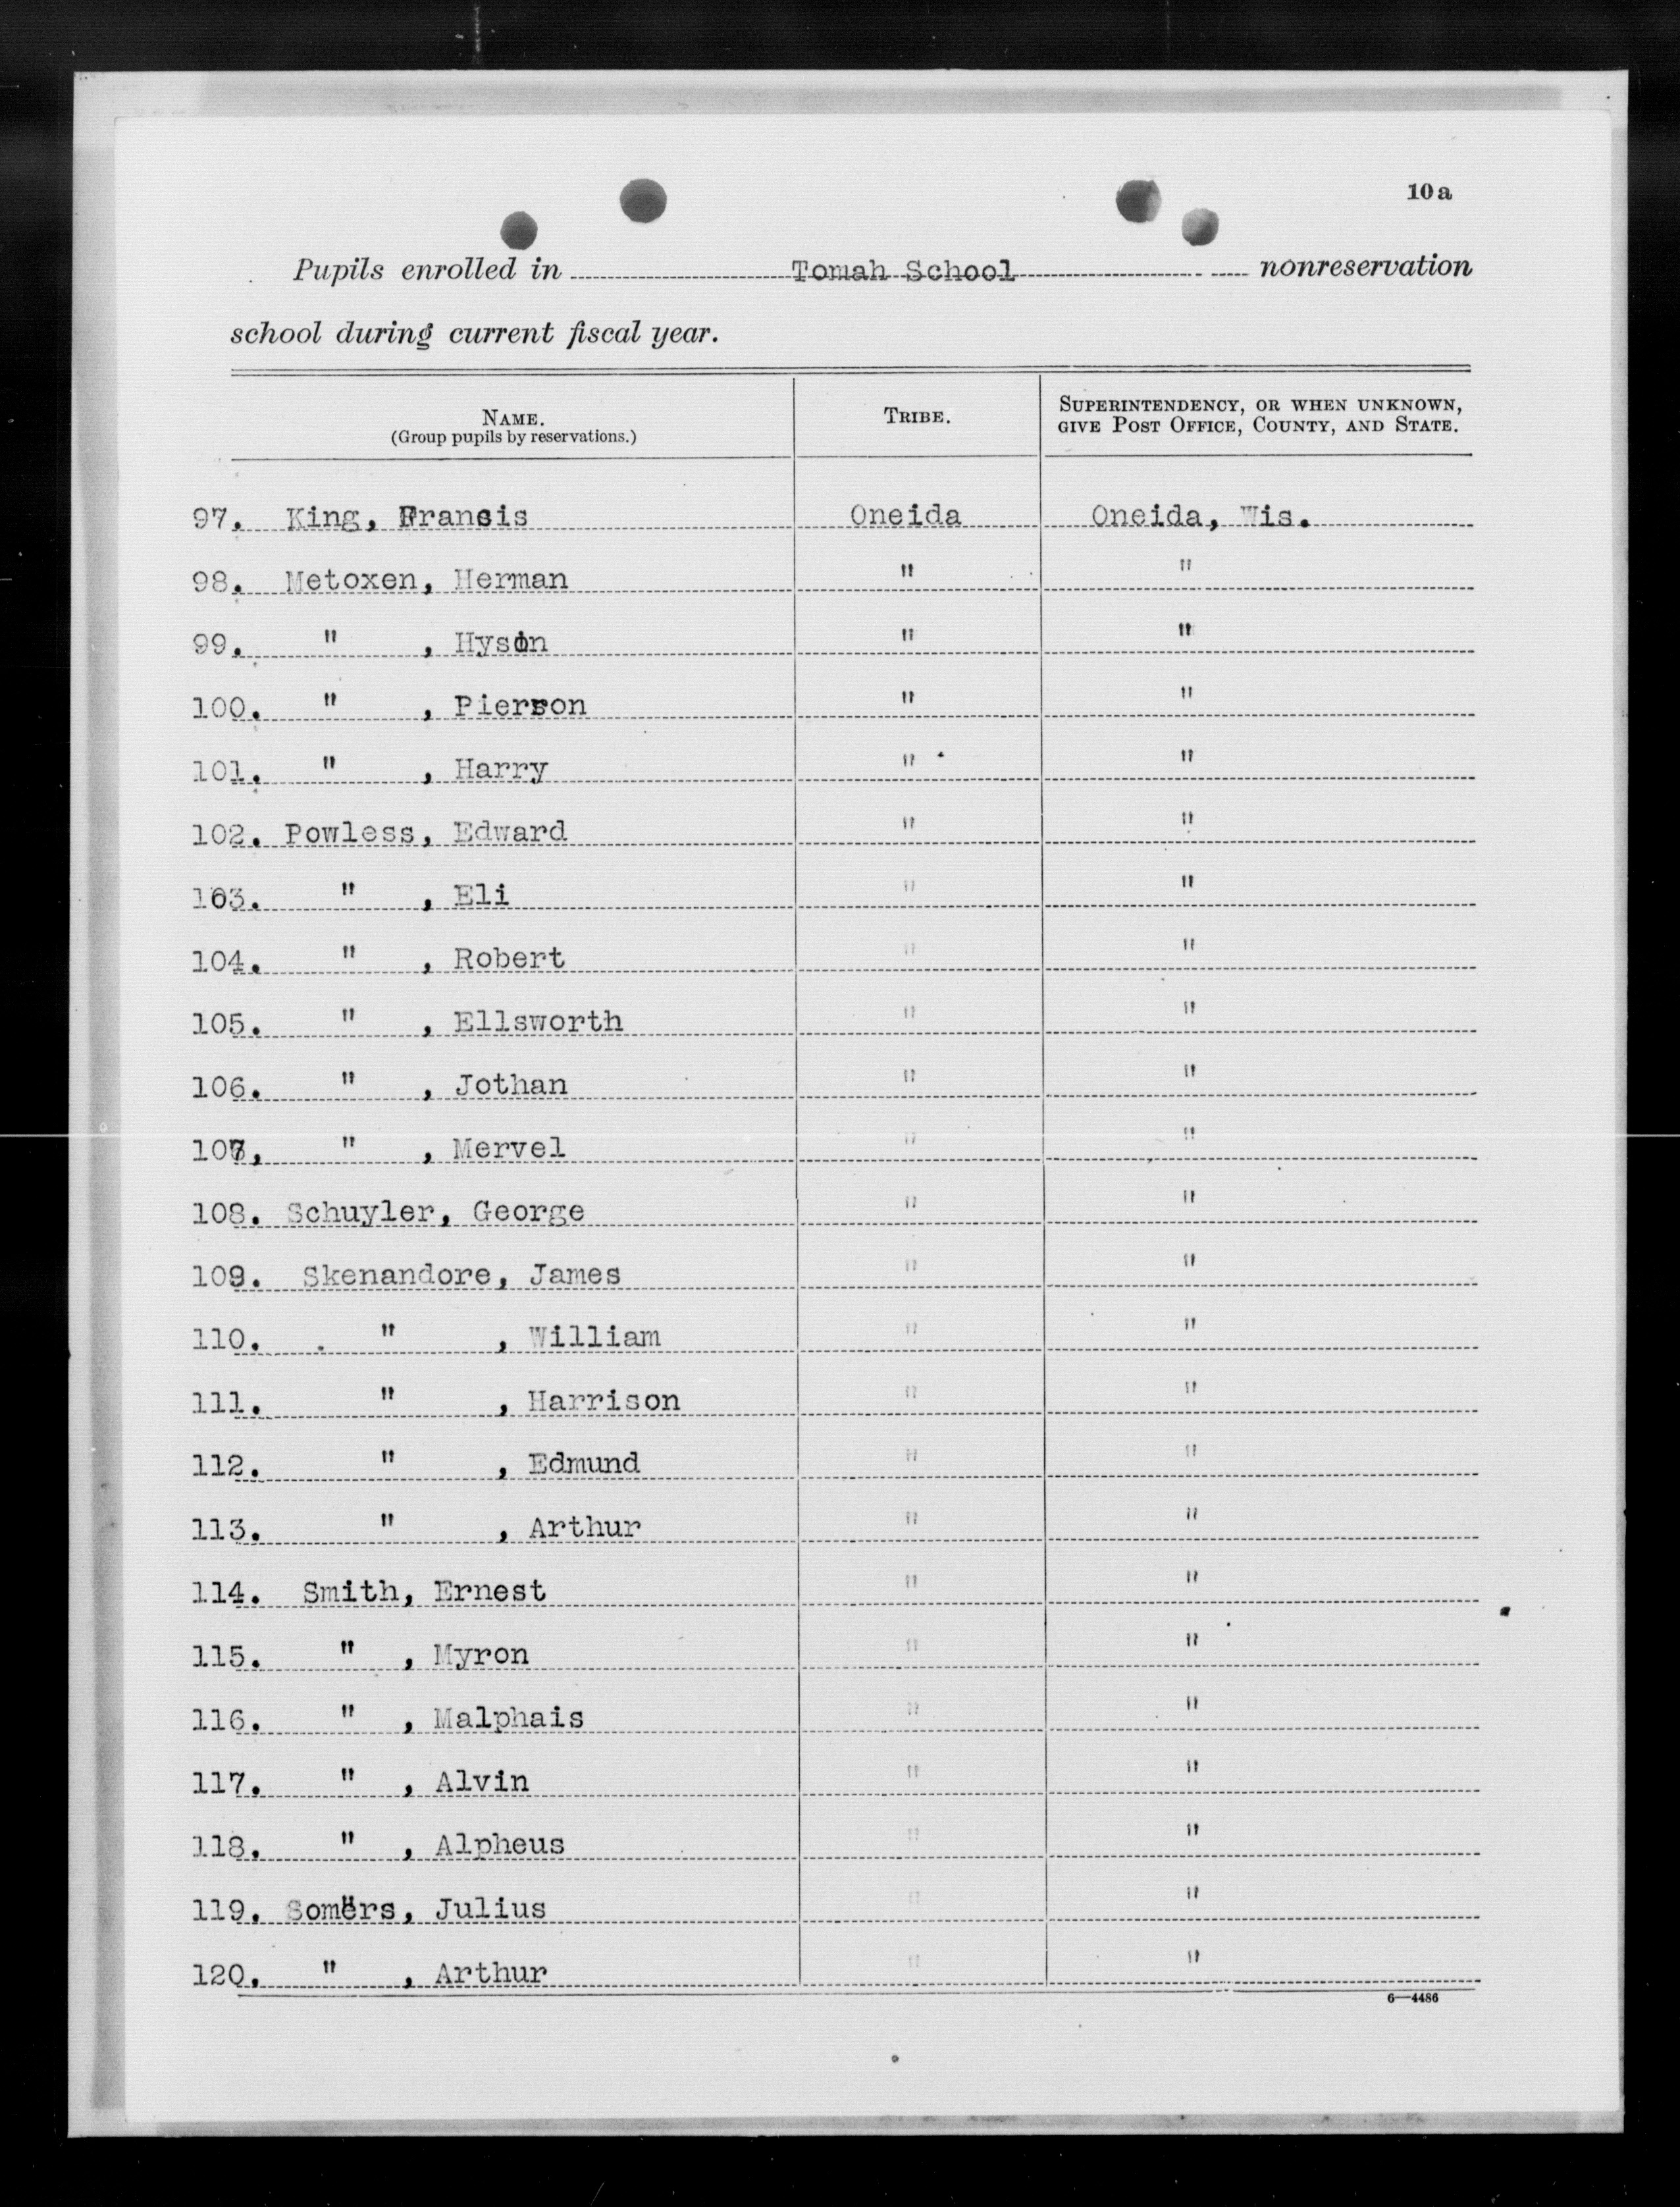 10a
Pupils enrolled in Tomah School nonreservation
school during current fiscal year.
NAME.
(Group pupils by reservations.)
TRIBE.
SUPERINTENDENCY, OR WHEN UNKNOWN,
GIVE POST OFFICE, COUNTY, AND STATE.
97. King, Francis Oneida Oneida, Wis.
98. Metoxen, Herman " "
99. " , Hyson " "
100. " , Pierson " "
101. " , Harry " "
102. Powless, Edward " "
103. " , Eli " "
104. " , Robert " "
105. " , Ellsworth " "
106. " , Jothan " "
107, " , Mervel " "
108. Schuyler, George " "
109. Skenandore, James " "
110. . " , William " "
111. " , Harrison " "
112. " , Edmund " "
113. " , Arthur " "
114. Smith, Ernest " "
115. " , Myron " "
116. " , Malphais " "
117. " , Alvin " "
118. " , Alpheus " "
119. Somers, Julius " "
120. " , Arthur " "
6—4486